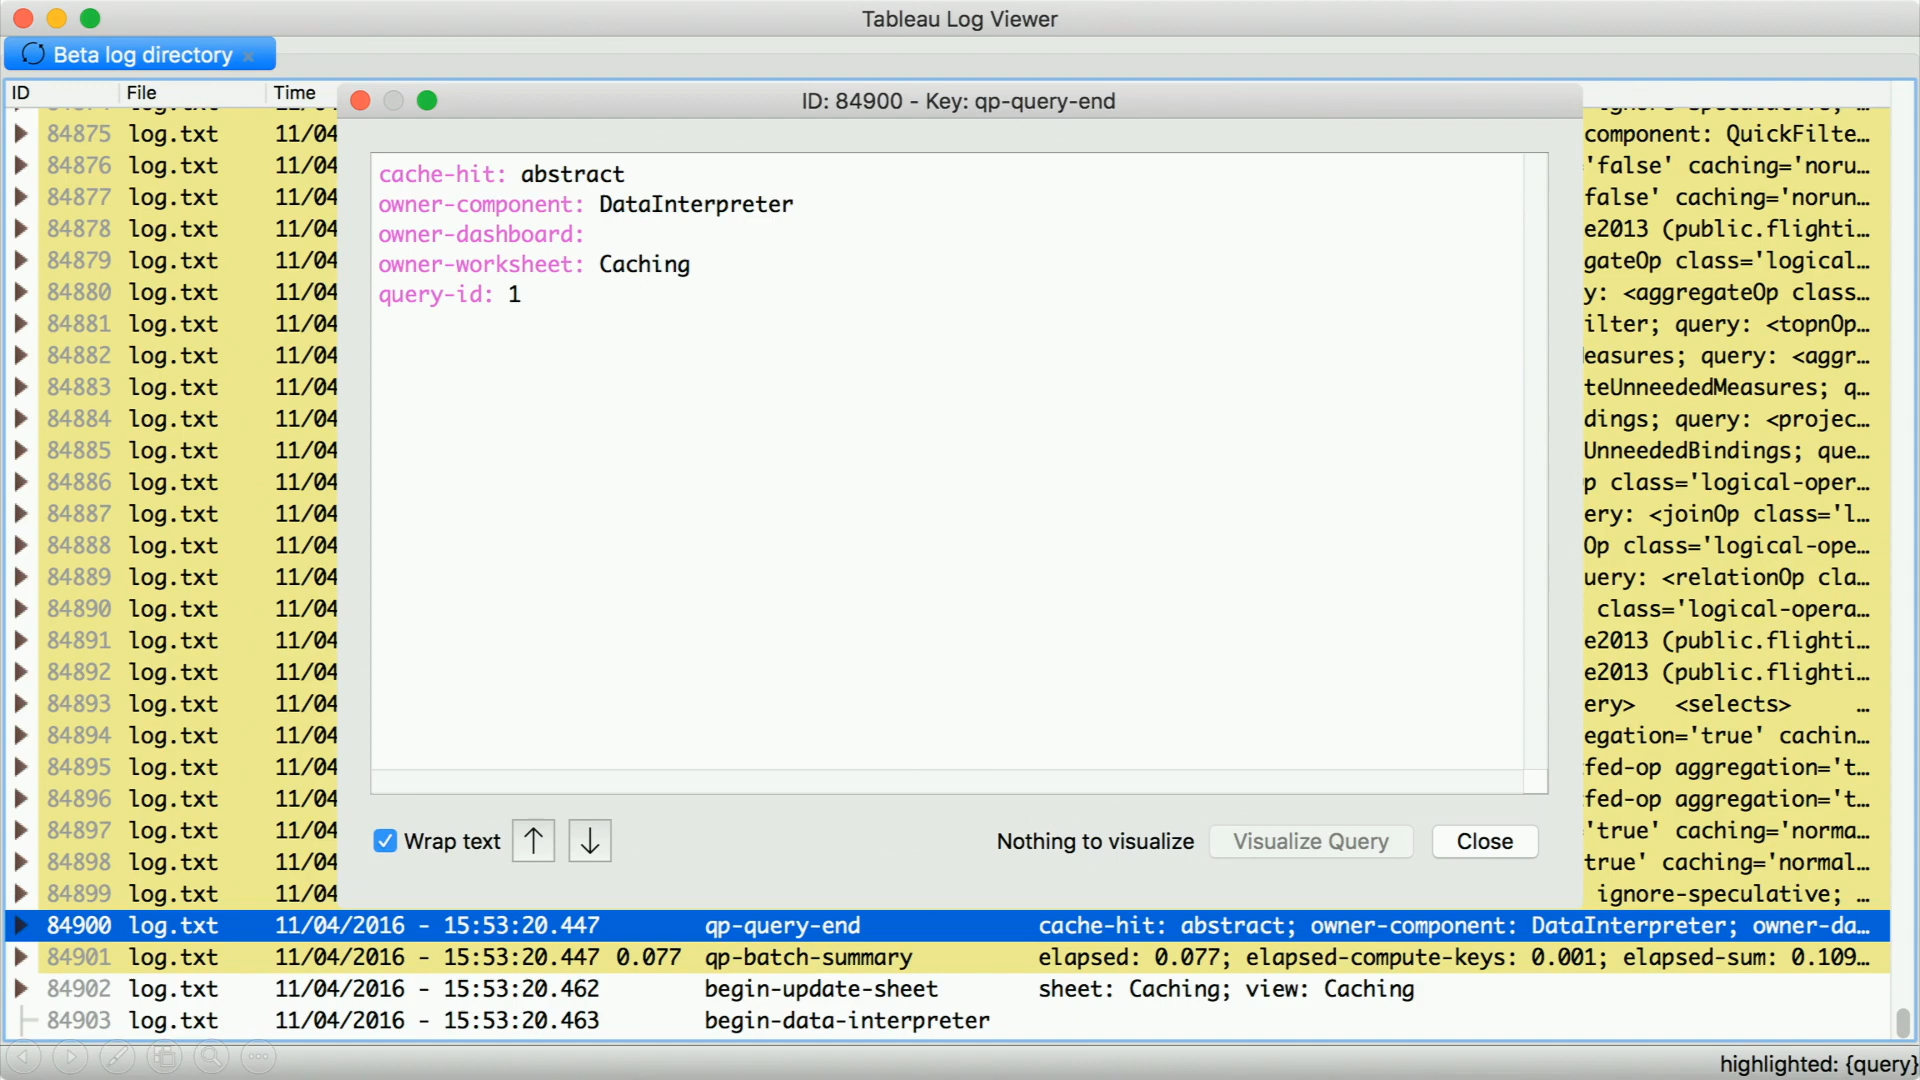 Tableau Log Viewer
Beta log directory ×
ID File Time
ID: 84900 - Key: qp-query-end
cache-hit: abstract
owner-component: DataInterpreter
owner-dashboard:
owner-worksheet: Caching
query-id: 1
84875 log.txt 11/04 component: QuickFilte…
84876 log.txt 11/04 'false' caching='noru…
84877 log.txt 11/04 false' caching='norun…
84878 log.txt 11/04 e2013 (public.flighti…
84879 log.txt 11/04 gateOp class='logical…
84880 log.txt 11/04 y: <aggregateOp class…
84881 log.txt 11/04 ilter; query: <topnOp…
84882 log.txt 11/04 easures; query: <aggr…
84883 log.txt 11/04 teUnneededMeasures; q…
84884 log.txt 11/04 dings; query: <projec…
84885 log.txt 11/04 UnneededBindings; que…
84886 log.txt 11/04 p class='logical-oper…
84887 log.txt 11/04 ery: <joinOp class='l…
84888 log.txt 11/04 Op class='logical-ope…
84889 log.txt 11/04 uery: <relationOp cla…
84890 log.txt 11/04 class='logical-opera…
84891 log.txt 11/04 e2013 (public.flighti…
84892 log.txt 11/04 e2013 (public.flighti…
84893 log.txt 11/04 ery> <selects> …
84894 log.txt 11/04 egation='true' cachin…
84895 log.txt 11/04 fed-op aggregation='t…
84896 log.txt 11/04 fed-op aggregation='t…
84897 log.txt 11/04 'true' caching='norma…
84898 log.txt 11/04 true' caching='normal…
84899 log.txt 11/04 ignore-speculative; …
Wrap text ↑ ↓ Nothing to visualize Visualize Query Close
84900 log.txt 11/04/2016 - 15:53:20.447 qp-query-end cache-hit: abstract; owner-component: DataInterpreter; owner-da…
84901 log.txt 11/04/2016 - 15:53:20.447 0.077 qp-batch-summary elapsed: 0.077; elapsed-compute-keys: 0.001; elapsed-sum: 0.109…
84902 log.txt 11/04/2016 - 15:53:20.462 begin-update-sheet sheet: Caching; view: Caching
84903 log.txt 11/04/2016 - 15:53:20.463 begin-data-interpreter
highlighted: {query}